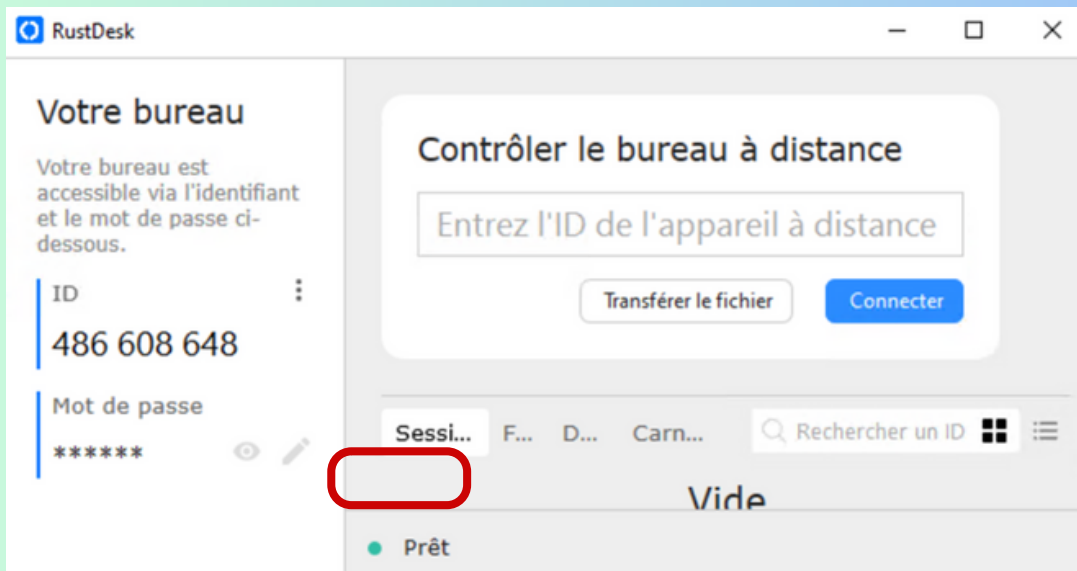 RustDesk
Votre bureau
Votre bureau est
accessible via l'identifiant
et le mot de passe ci-
dessous.
ID
486 608 648
Mot de passe
******
Contrôler le bureau à distance
Entrez l'ID de l'appareil à distance
Transférer le fichier
Connecter
Sessi... F... D... Carn... Rechercher un ID
Vide
Prêt